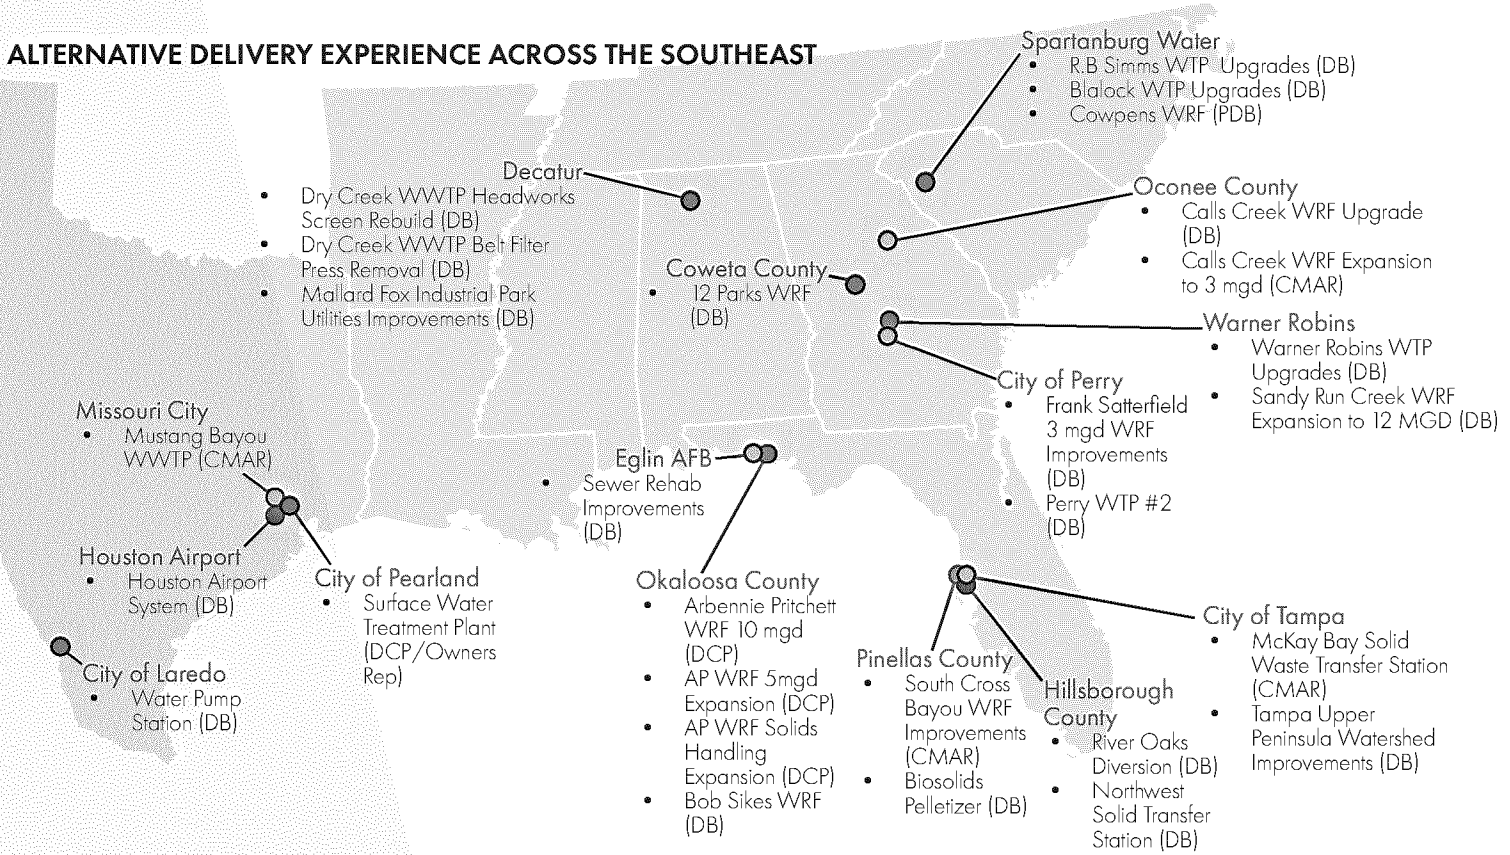 ALTERNATIVE DELIVERY EXPERIENCE ACROSS THE SOUTHEAST
Spartanburg Water
• R.B Simms WTP Upgrades (DB)
• Blalock WTP Upgrades (DB)
• Cowpens WRF (PDB)
Decatur
• Dry Creek WWTP Headworks
Screen Rebuild (DB)
• Dry Creek WWTP Belt Filter
Press Removal (DB)
• Mallard Fox Industrial Park
Utilities Improvements (DB)
Oconee County
• Calls Creek WRF Upgrade
(DB)
• Calls Creek WRF Expansion
to 3 mgd (CMAR)
Coweta County
• 12 Parks WRF
(DB)
Warner Robins
• Warner Robins WTP
Upgrades (DB)
• Sandy Run Creek WRF
Expansion to 12 MGD (DB)
City of Perry
• Frank Satterfield
3 mgd WRF
Improvements
(DB)
• Perry WTP #2
(DB)
Missouri City
• Mustang Bayou
WWTP (CMAR)
Eglin AFB
• Sewer Rehab
Improvements
(DB)
Houston Airport
• Houston Airport
System (DB)
City of Pearland
• Surface Water
Treatment Plant
(DCP/Owners
Rep)
City of Laredo
• Water Pump
Station (DB)
Okaloosa County
• Arbennie Pritchett
WRF 10 mgd
(DCP)
• AP WRF 5mgd
Expansion (DCP)
• AP WRF Solids
Handling
Expansion (DCP)
• Bob Sikes WRF
(DB)
Pinellas County
• South Cross
Bayou WRF
Improvements
(CMAR)
• Biosolids
Pelletizer (DB)
Hillsborough
County
• River Oaks
Diversion (DB)
• Northwest
Solid Transfer
Station (DB)
City of Tampa
• McKay Bay Solid
Waste Transfer Station
(CMAR)
• Tampa Upper
Peninsula Watershed
Improvements (DB)